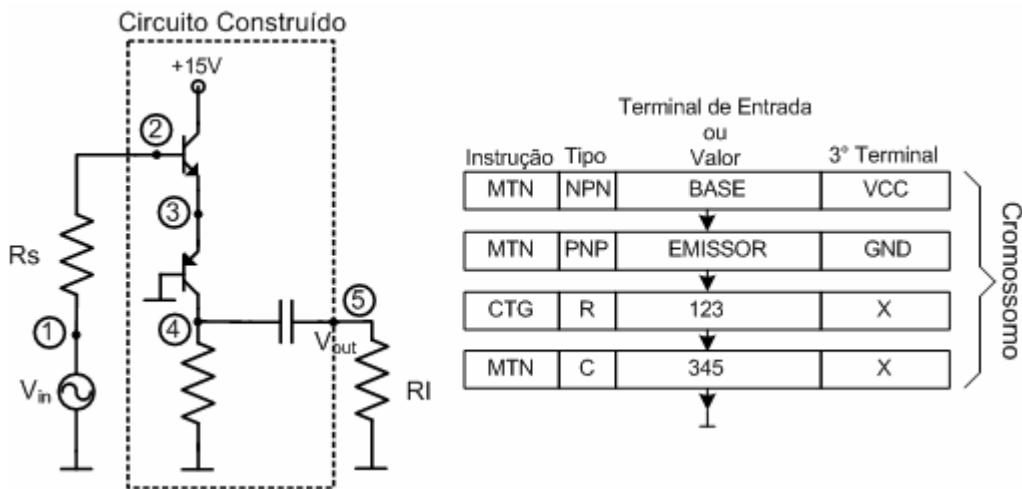 Circuito Construído
+15V
2
3
Rs
1
4
5
Vin
Vout
Rl
Terminal de Entrada
ou
Instrução Tipo Valor 3° Terminal
MTN NPN BASE VCC
MTN PNP EMISSOR GND
CTG R 123 X
MTN C 345 X
Cromossomo